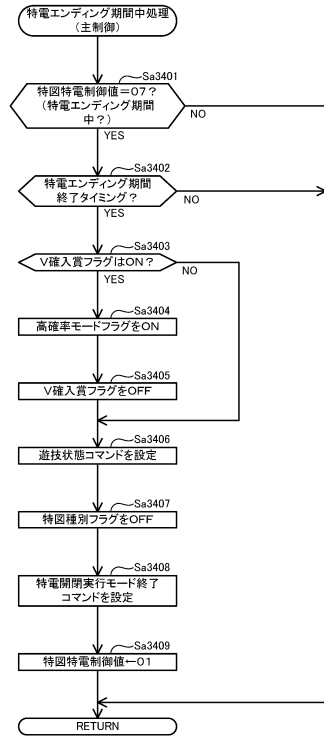 特電エンディング期間中処理
(主制御)
Sa3401
特図特電制御値=07?
(特電エンディング期間
中?)
NO
YES
Sa3402
特電エンディング期間
終了タイミング?
NO
YES
Sa3403
V確入賞フラグはON?
NO
YES
Sa3404
高確率モードフラグをON
Sa3405
V確入賞フラグをOFF
Sa3406
遊技状態コマンドを設定
Sa3407
特図種別フラグをOFF
Sa3408
特電開閉実行モード終了
コマンドを設定
Sa3409
特図特電制御値←01
RETURN